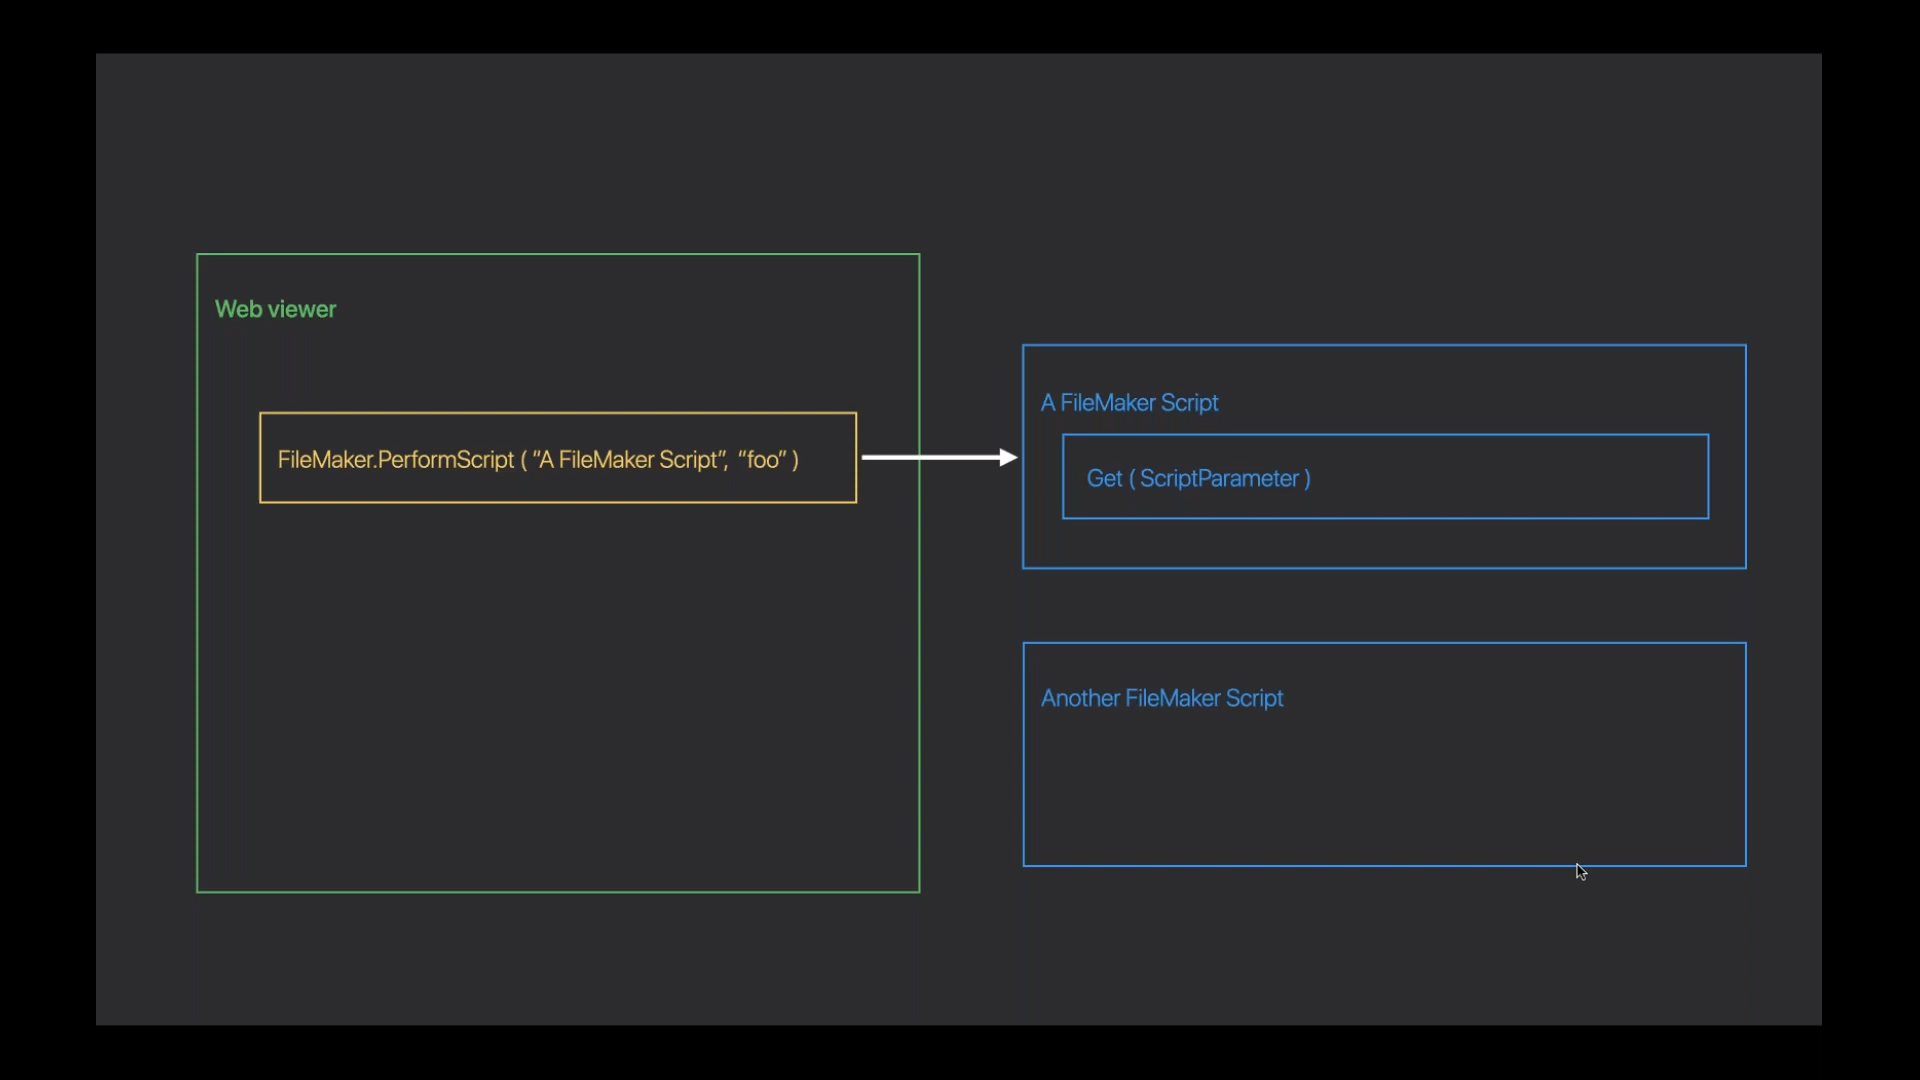 Web viewer
FileMaker.PerformScript ( “A FileMaker Script”, “foo” )
A FileMaker Script
Get ( ScriptParameter )
Another FileMaker Script